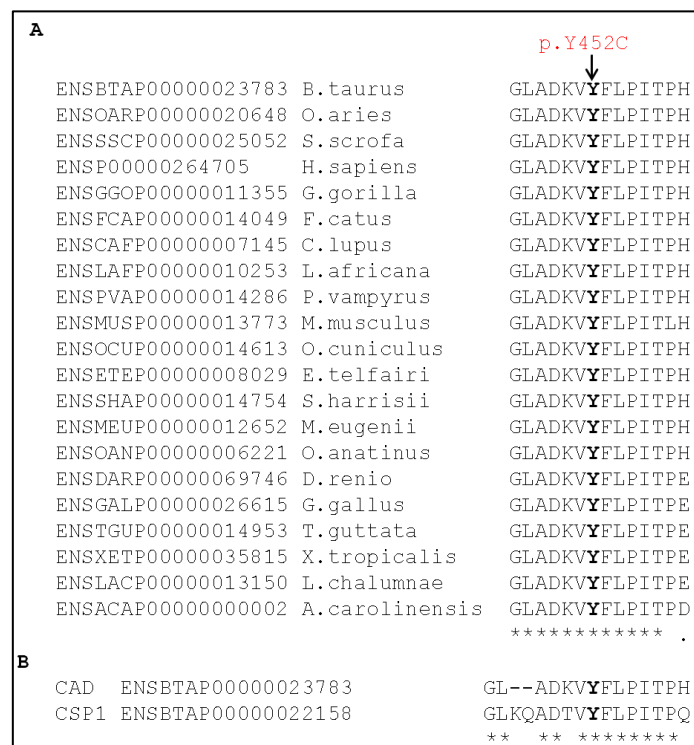 A
p.Y452C
ENSBTAP00000023783 B.taurus GLADKVYFLPITPH
ENSOARP00000020648 O.aries GLADKVYFLPITPH
ENSSSCP00000025052 S.scrofa GLADKVYFLPITPH
ENSP00000264705 H.sapiens GLADKVYFLPITPH
ENSGGOP00000011355 G.gorilla GLADKVYFLPITPH
ENSFCAP00000014049 F.catus GLADKVYFLPITPH
ENSCAFP00000007145 C.lupus GLADKVYFLPITPH
ENSLAFP00000010253 L.africana GLADKVYFLPITPH
ENSPVAP00000014286 P.vampyrus GLADKVYFLPITPH
ENSMUSP00000013773 M.musculus GLADKVYFLPITLH
ENSOCUP00000014613 O.cuniculus GLADKVYFLPITPH
ENSETEP00000008029 E.telfairi GLADKVYFLPITPH
ENSSHAP00000014754 S.harrisii GLADKVYFLPITPH
ENSMEUP00000012652 M.eugenii GLADKVYFLPITPH
ENSOANP00000006221 O.anatinus GLADKVYFLPITPH
ENSDARP00000069746 D.renio GLADKVYFLPITPE
ENSGALP00000026615 G.gallus GLADKVYFLPITPE
ENSTGUP00000014953 T.guttata GLADKVYFLPITPE
ENSXETP00000035815 X.tropicalis GLADKVYFLPITPE
ENSLACP00000013150 L.chalumnae GLADKVYFLPITPE
ENSACAP00000000002 A.carolinensis GLADKVYFLPITPD
************ .
B
CAD ENSBTAP00000023783 GL--ADKVYFLPITPH
CSP1 ENSBTAP00000022158 GLKQADTVYFLPITPQ
** ** ********